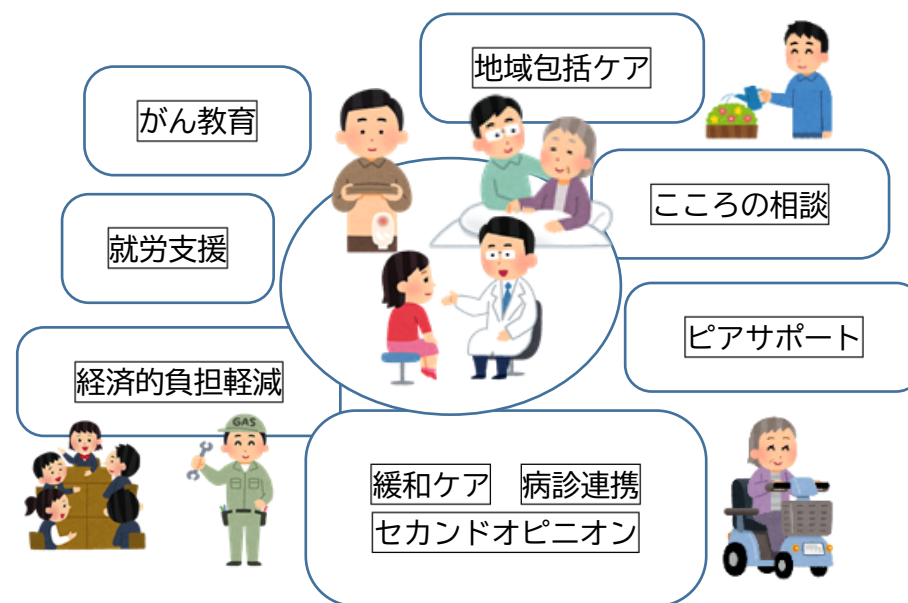 地域包括ケア
がん教育
こころの相談
就労支援
ピアサポート
経済的負担軽減
GAS
緩和ケア 病診連携
セカンドオピニオン